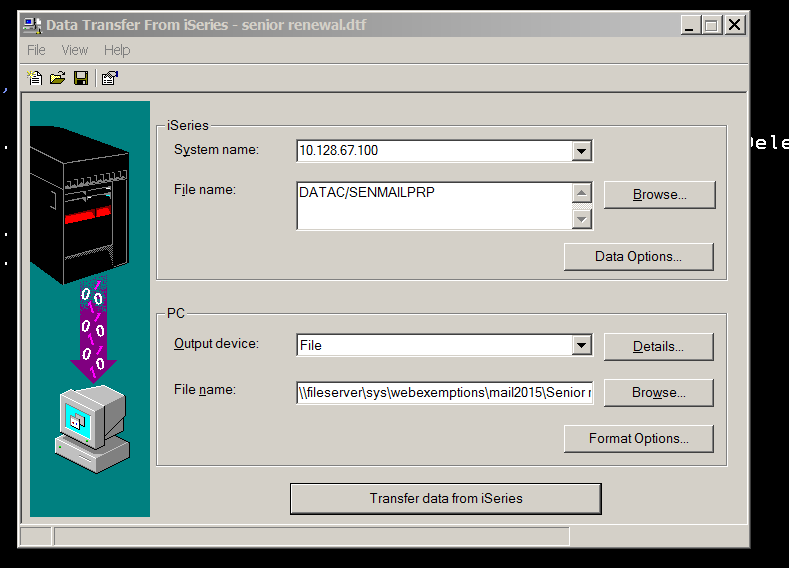 Data Transfer From iSeries - senior renewal.dtf
File View Help
iSeries
System name: 10.128.67.100
File name: DATAC/SENMAILPRP Browse...
Data Options...
PC
Output device: File Details...
File name: \\fileserver\sys\webexemptions\mail2015\Senior Browse...
Format Options...
Transfer data from iSeries